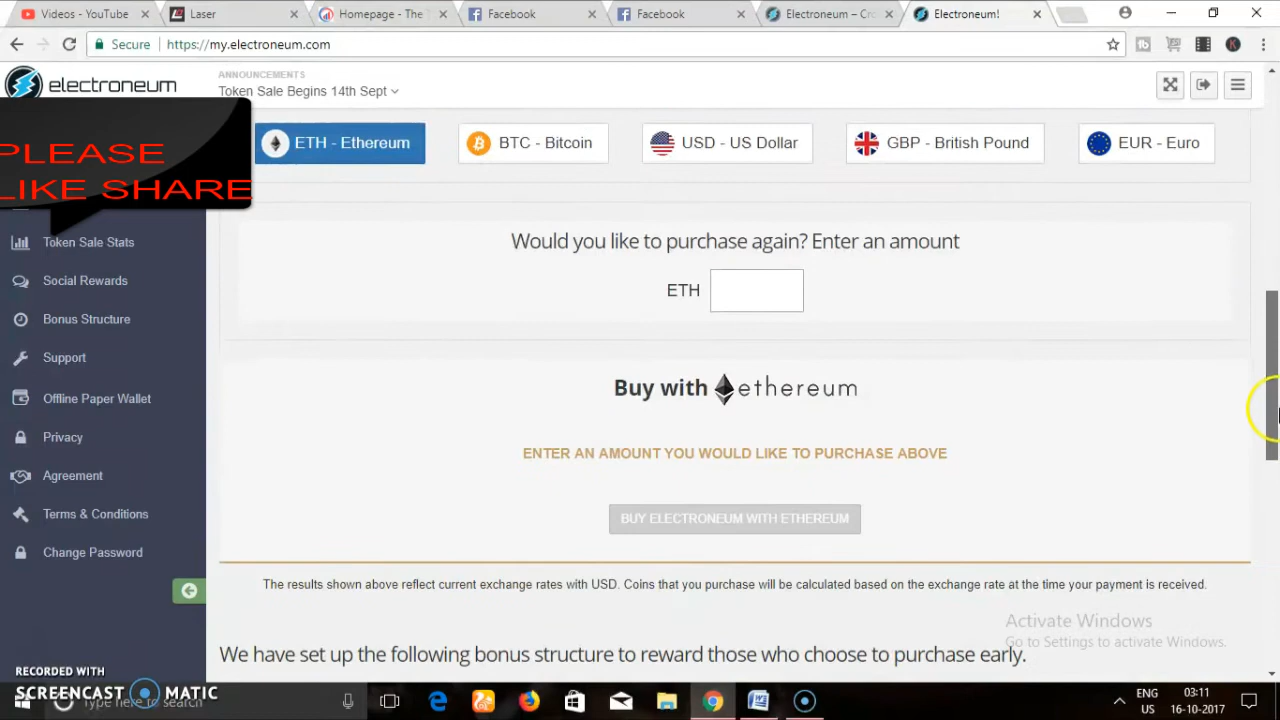 Videos - YouTube
Laser
Homepage - The T
Facebook
Facebook
Electroneum – Cro
Electroneum!
Secure
https://my.electroneum.com
electroneum
ANNOUNCEMENTS
Token Sale Begins 14th Sept
PLEASE
LIKE SHARE
ETH - Ethereum
BTC - Bitcoin
USD - US Dollar
GBP - British Pound
EUR - Euro
Token Sale Stats
Social Rewards
Bonus Structure
Support
Offline Paper Wallet
Privacy
Agreement
Terms & Conditions
Change Password
Would you like to purchase again? Enter an amount
ETH
Buy with ethereum
ENTER AN AMOUNT YOU WOULD LIKE TO PURCHASE ABOVE
BUY ELECTRONEUM WITH ETHEREUM
The results shown above reflect current exchange rates with USD. Coins that you purchase will be calculated based on the exchange rate at the time your payment is received.
Activate Windows
Go to Settings to activate Windows.
We have set up the following bonus structure to reward those who choose to purchase early.
RECORDED WITH
SCREENCAST MATIC
Type here to search
ENG
US
03:11
16-10-2017